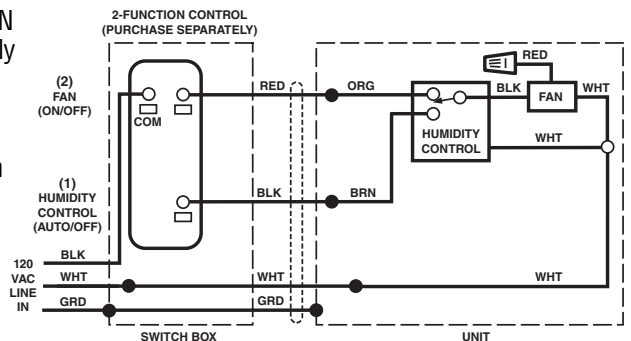 N
ly
n
2-FUNCTION CONTROL
(PURCHASE SEPARATELY)
(2)
FAN
(ON/OFF)
COM
RED
ORG
RED
BLK
FAN
WHT
HUMIDITY
CONTROL
WHT
(1)
HUMIDITY
CONTROL
(AUTO/OFF)
BLK
BRN
120
VAC
LINE
IN
BLK
WHT
WHT
WHT
GRD
GRD
SWITCH BOX
UNIT